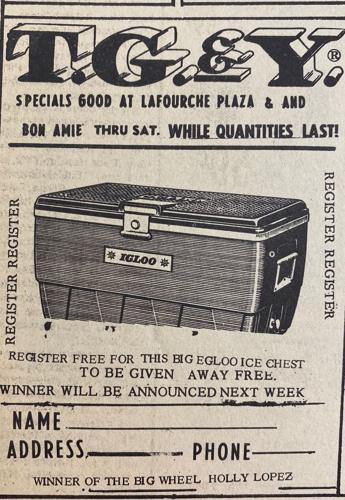 T.G.&Y.®
SPECIALS GOOD AT LAFOURCHE PLAZA & AND
BON AMIE THRU SAT. WHILE QUANTITIES LAST!
REGISTER REGISTER
IGLOO
REGISTER REGISTER
REGISTER FREE FOR THIS BIG EGLOO ICE CHEST
TO BE GIVEN AWAY FREE.
WINNER WILL BE ANNOUNCED NEXT WEEK
NAME
ADDRESS PHONE
WINNER OF THE BIG WHEEL HOLLY LOPEZ